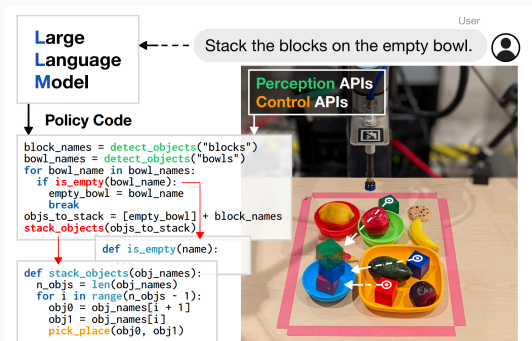 User
Large
Language
Model
Stack the blocks on the empty bowl.
Perception APIs
Control APIs
Policy Code
block_names = detect_objects("blocks")
bowl_names = detect_objects("bowls")
for bowl_name in bowl_names:
if is_empty(bowl_name):
empty_bowl = bowl_name
break
objs_to_stack = [empty_bowl] + block_names
stack_objects(objs_to_stack)
def is_empty(name):
def stack_objects(obj_names):
n_objs = len(obj_names)
for i in range(n_objs - 1):
obj0 = obj_names[i + 1]
obj1 = obj_names[i]
pick_place(obj0, obj1)